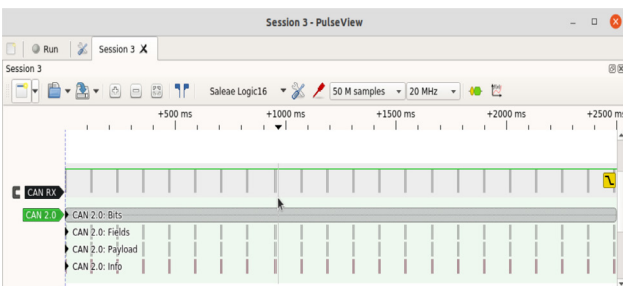 Session 3 - PulseView
Run
Session 3 X
Session 3
Saleae Logic16
50 M samples
20 MHz
+500 ms
+1000 ms
+1500 ms
+2000 ms
+2500 ms
CAN RX
CAN 2.0
CAN 2.0: Bits
CAN 2.0: Fields
CAN 2.0: Payload
CAN 2.0: Info